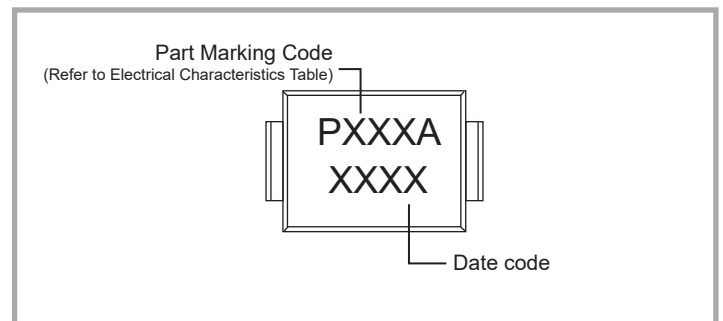 Part Marking Code
(Refer to Electrical Characteristics Table)
PXXXA
XXXX
Date code